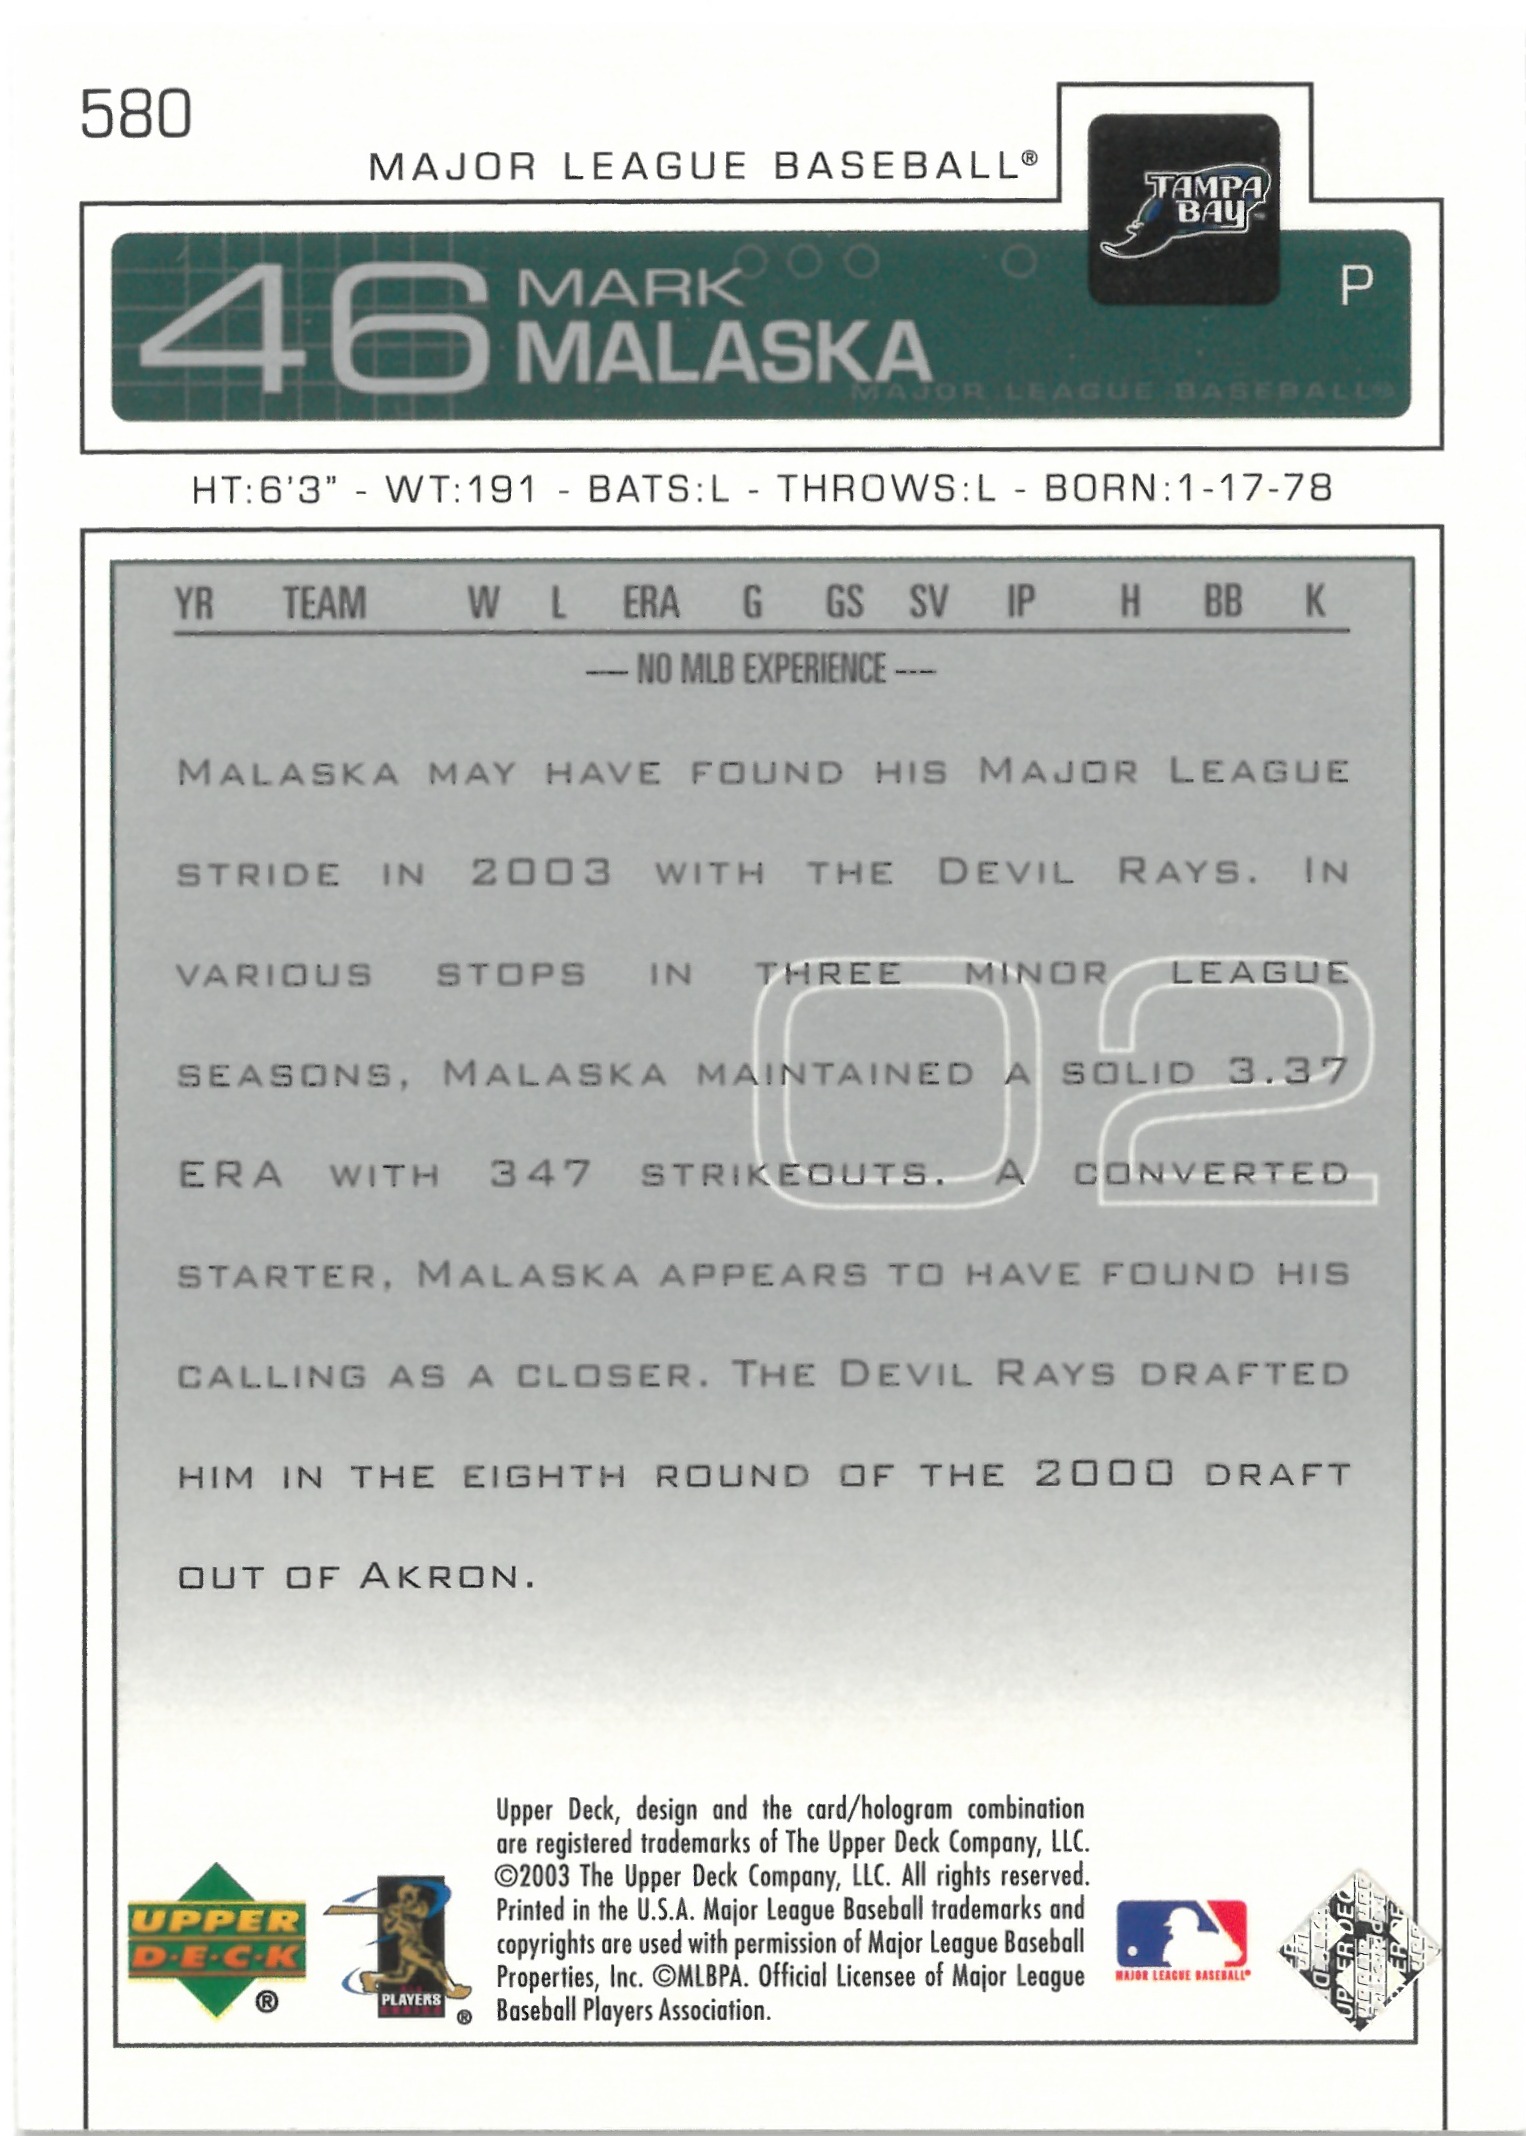 580
MAJOR LEAGUE BASEBALL®
TAMPA
BAY
46 MARK
MALASKA
P
MAJOR LEAGUE BASEBALL®
HT:6'3" - WT:191 - BATS:L - THROWS:L - BORN:1-17-78
YR TEAM W L ERA G GS SV IP H BB K
---- NO MLB EXPERIENCE ----
MALASKA MAY HAVE FOUND HIS MAJOR LEAGUE
STRIDE IN 2003 WITH THE DEVIL RAYS. IN
VARIOUS STOPS IN THREE MINOR LEAGUE
SEASONS, MALASKA MAINTAINED A SOLID 3.37
ERA WITH 347 STRIKEOUTS. A CONVERTED
STARTER, MALASKA APPEARS TO HAVE FOUND HIS
CALLING AS A CLOSER. THE DEVIL RAYS DRAFTED
HIM IN THE EIGHTH ROUND OF THE 2000 DRAFT
OUT OF AKRON.
02
Upper Deck, design and the card/hologram combination
are registered trademarks of The Upper Deck Company, LLC.
©2003 The Upper Deck Company, LLC. All rights reserved.
Printed in the U.S.A. Major League Baseball trademarks and
copyrights are used with permission of Major League Baseball
Properties, Inc. ©MLBPA. Official Licensee of Major League
Baseball Players Association.
UPPER
D·E·C·K
®
PLAYERS
®
MAJOR LEAGUE BASEBALL®
UPPER DECK